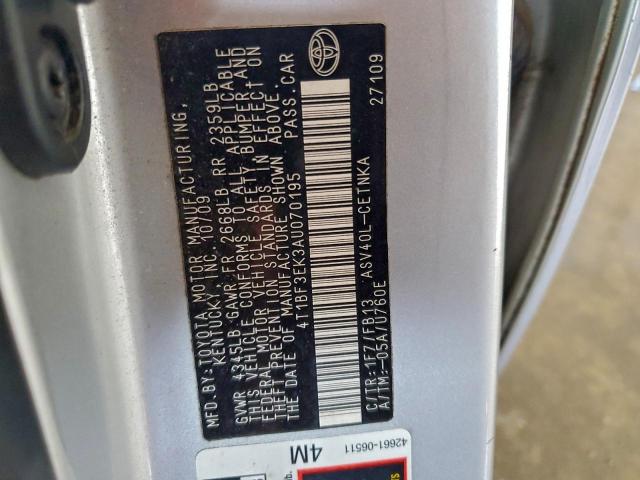 MFD.BY:TOYOTA MOTOR MANUFACTURING,
KENTUCKY, INC. 10/09
GVWR 4345LB GAWR FR 2668LB RR 2359LB
THIS VEHICLE CONFORMS TO ALL APPLICABLE
FEDERAL MOTOR VEHICLE SAFETY, BUMPER, AND
THEFT PREVENTION STANDARDS IN EFFECT ON
THE DATE OF MANUFACTURE SHOWN ABOVE.
4T1BF3EK3AU070195 PASS.CAR
C/TR:1F7/FB13 ASV40L-CETNKA
A/TM:-05A/U760E 27109
42661-06511
4M